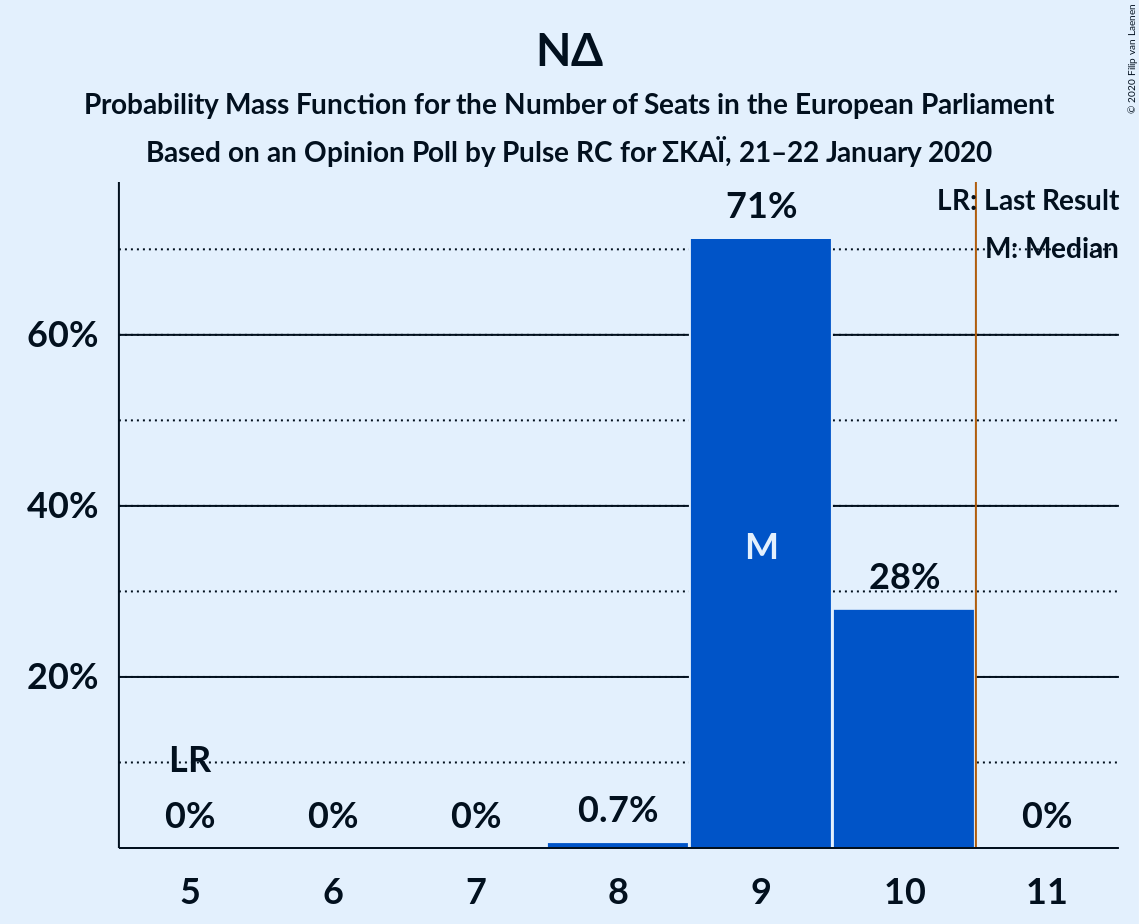 ΝΔ
Probability Mass Function for the Number of Seats in the European Parliament
Based on an Opinion Poll by Pulse RC for ΣΚΑΪ, 21–22 January 2020
© 2020 Filip van Laenen
LR: Last Result
M: Median
71%
60%
40%
20%
M
28%
LR
0%
0%
0%
0.7%
0%
5
6
7
8
9
10
11